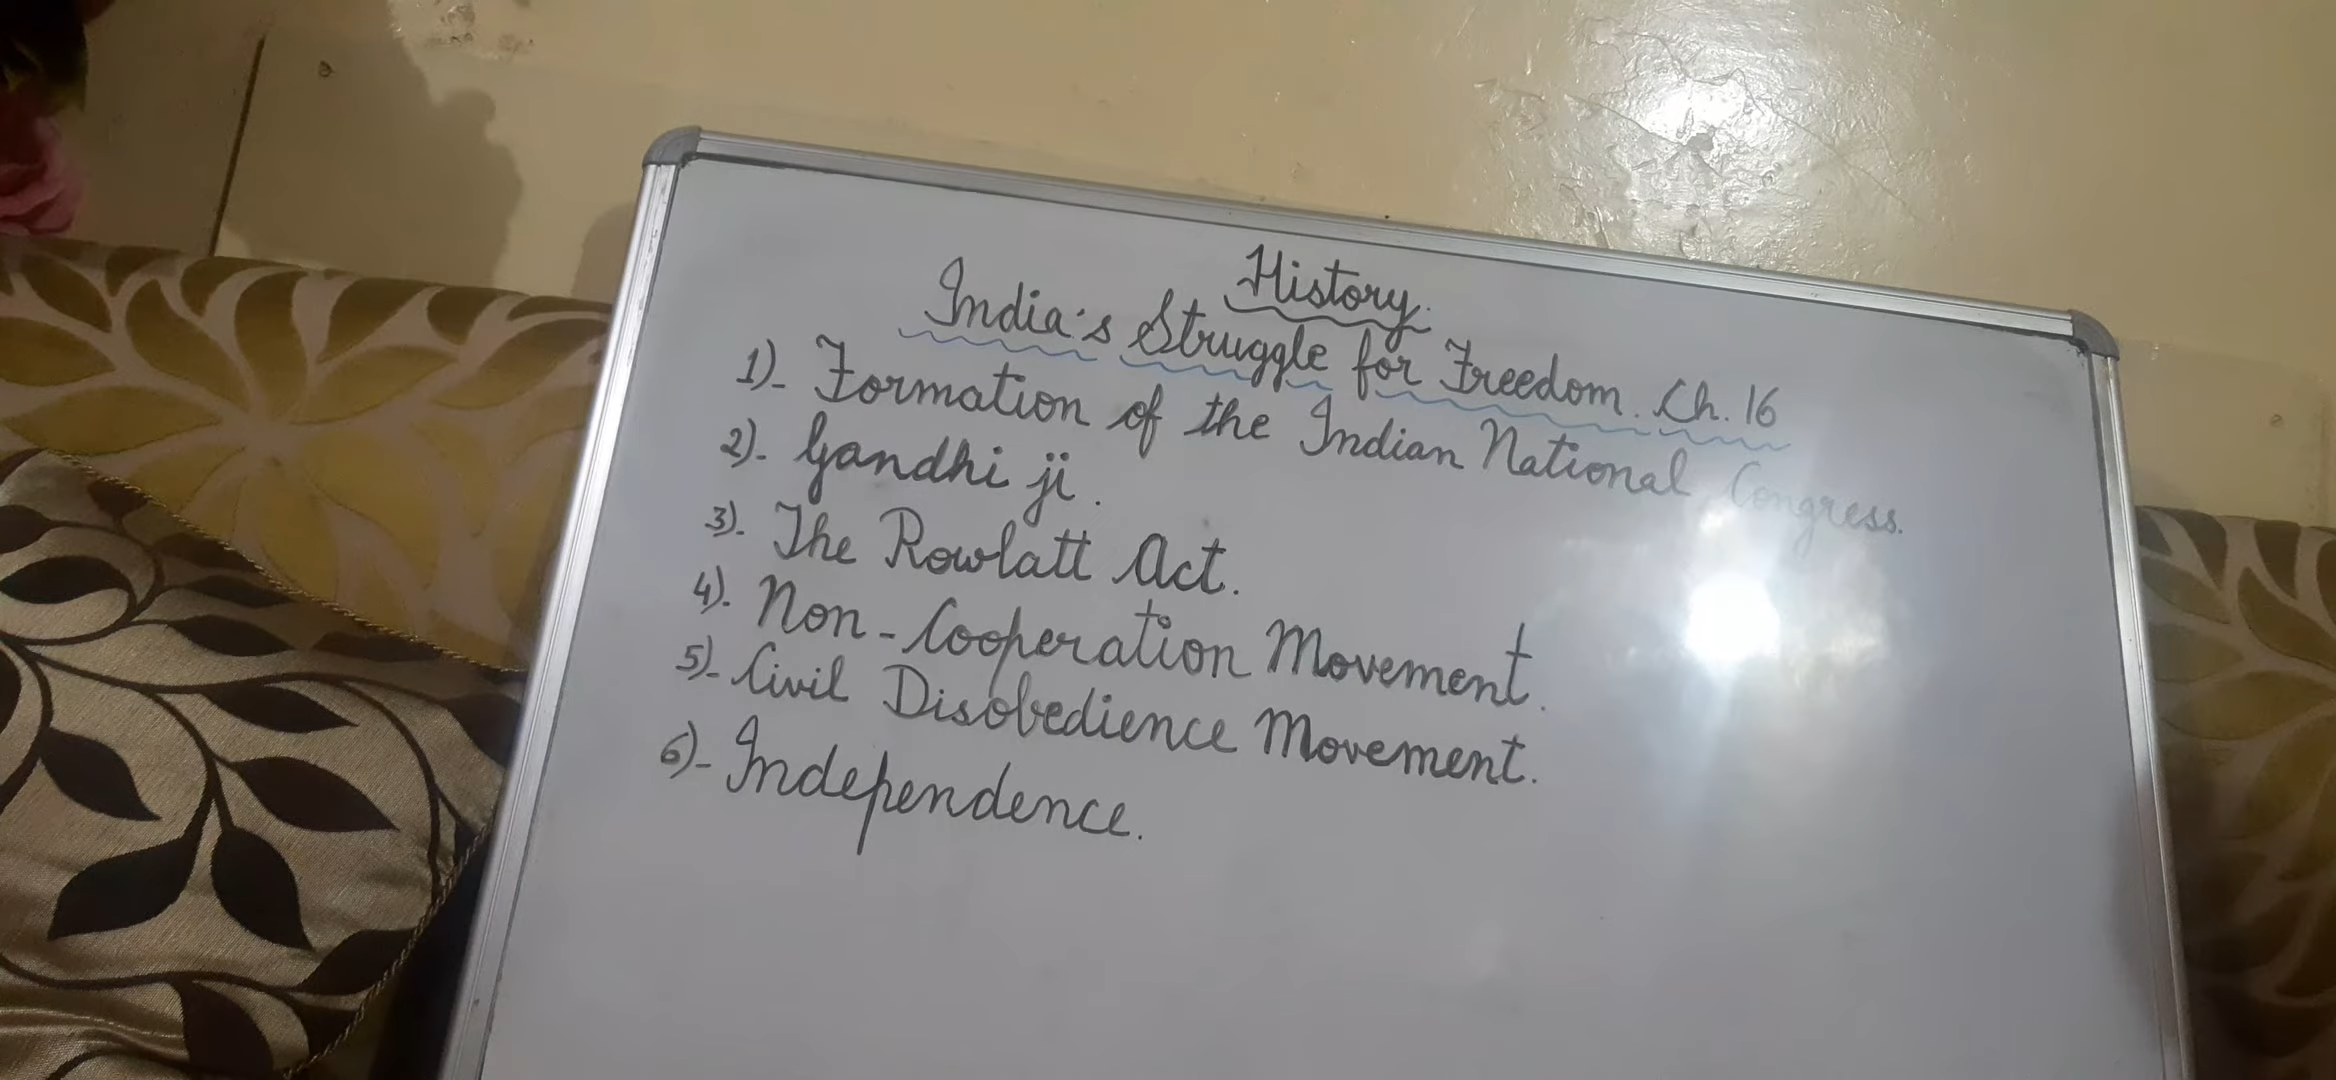 History.
India's Struggle for Freedom. Ch. 16
1). Formation of the Indian National Congress.
2). Gandhi ji.
3). The Rowlatt Act.
4). Non-Cooperation Movement.
5). Civil Disobedience Movement.
6). Independence.